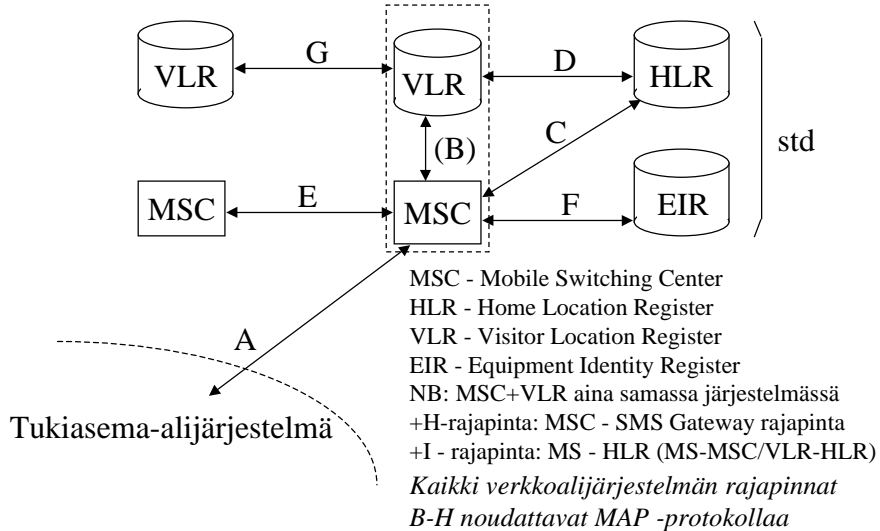 VLR
G
VLR
D
HLR
(B)
C
std
MSC
E
MSC
F
EIR
A
MSC - Mobile Switching Center
HLR - Home Location Register
VLR - Visitor Location Register
EIR - Equipment Identity Register
NB: MSC+VLR aina samassa järjestelmässä
+H-rajapinta: MSC - SMS Gateway rajapinta
+I - rajapinta: MS - HLR (MS-MSC/VLR-HLR)
Kaikki verkkoalijärjestelmän rajapinnat
B-H noudattavat MAP -protokollaa
Tukiasema-alijärjestelmä